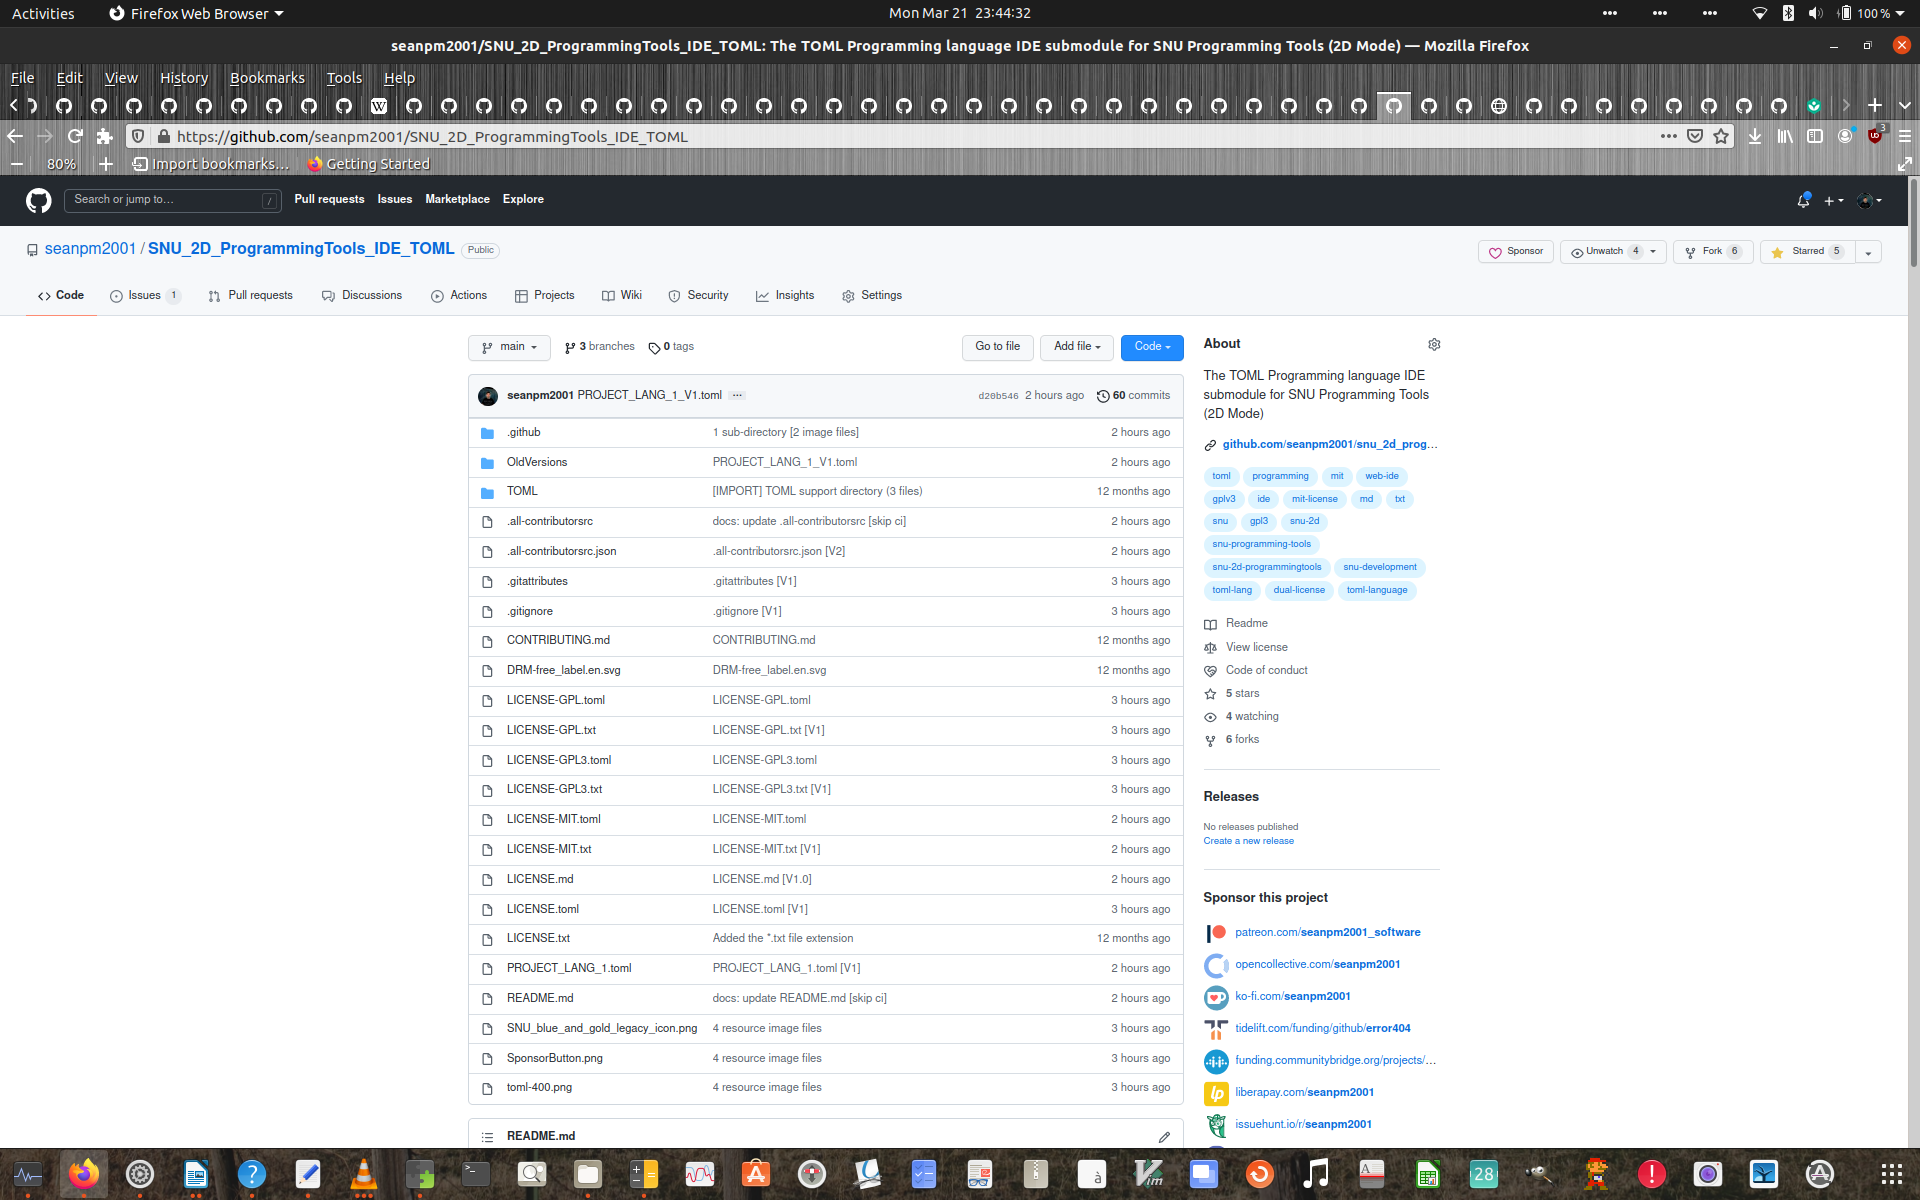 Activities Firefox Web Browser Mon Mar 21 23:44:32 100 %
seanpm2001/SNU_2D_ProgrammingTools_IDE_TOML: The TOML Programming language IDE submodule for SNU Programming Tools (2D Mode) — Mozilla Firefox
File Edit View History Bookmarks Tools Help
https://github.com/seanpm2001/SNU_2D_ProgrammingTools_IDE_TOML 3
80% Import bookmarks... Getting Started
Search or jump to... / Pull requests Issues Marketplace Explore
seanpm2001 / SNU_2D_ProgrammingTools_IDE_TOML Public Sponsor Unwatch 4 Fork 6 Starred 5
Code Issues 1 Pull requests Discussions Actions Projects Wiki Security Insights Settings
main 3 branches 0 tags Go to file Add file Code
seanpm2001 PROJECT_LANG_1_V1.toml ... d20b546 2 hours ago 60 commits
.github 1 sub-directory [2 image files] 2 hours ago
OldVersions PROJECT_LANG_1_V1.toml 2 hours ago
TOML [IMPORT] TOML support directory (3 files) 12 months ago
.all-contributorsrc docs: update .all-contributorsrc [skip ci] 2 hours ago
.all-contributorsrc.json .all-contributorsrc.json [V2] 2 hours ago
.gitattributes .gitattributes [V1] 3 hours ago
.gitignore .gitignore [V1] 3 hours ago
CONTRIBUTING.md CONTRIBUTING.md 12 months ago
DRM-free_label.en.svg DRM-free_label.en.svg 12 months ago
LICENSE-GPL.toml LICENSE-GPL.toml 3 hours ago
LICENSE-GPL.txt LICENSE-GPL.txt [V1] 3 hours ago
LICENSE-GPL3.toml LICENSE-GPL3.toml 3 hours ago
LICENSE-GPL3.txt LICENSE-GPL3.txt [V1] 3 hours ago
LICENSE-MIT.toml LICENSE-MIT.toml 2 hours ago
LICENSE-MIT.txt LICENSE-MIT.txt [V1] 2 hours ago
LICENSE.md LICENSE.md [V1.0] 2 hours ago
LICENSE.toml LICENSE.toml [V1] 3 hours ago
LICENSE.txt Added the *.txt file extension 12 months ago
PROJECT_LANG_1.toml PROJECT_LANG_1.toml [V1] 2 hours ago
README.md docs: update README.md [skip ci] 2 hours ago
SNU_blue_and_gold_legacy_icon.png 4 resource image files 3 hours ago
SponsorButton.png 4 resource image files 3 hours ago
toml-400.png 4 resource image files 3 hours ago
README.md
About
The TOML Programming language IDE
submodule for SNU Programming Tools
(2D Mode)
github.com/seanpm2001/snu_2d_prog...
toml programming mit web-ide
gplv3 ide mit-license md txt
snu gpl3 snu-2d
snu-programming-tools
snu-2d-programmingtools snu-development
toml-lang dual-license toml-language
Readme
View license
Code of conduct
5 stars
4 watching
6 forks
Releases
No releases published
Create a new release
Sponsor this project
patreon.com/seanpm2001_software
opencollective.com/seanpm2001
ko-fi.com/seanpm2001
tidelift.com/funding/github/error404
funding.communitybridge.org/projects/...
liberapay.com/seanpm2001
issuehunt.io/r/seanpm2001
28